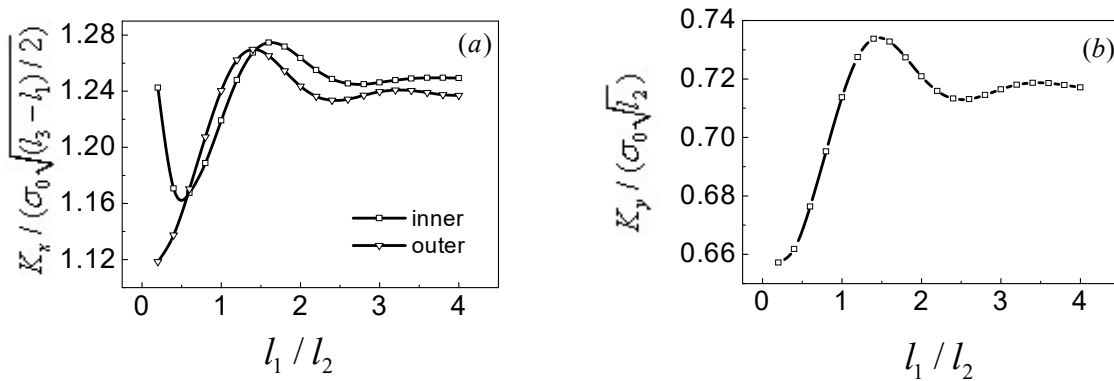 K_x / (σ_0 √(l_3 − l_1) / 2)
1.28
1.24
1.20
1.16
1.12
(a)
inner
outer
0 1 2 3 4
l_1 / l_2
K_y / (σ_0 √l_2)
0.74
0.72
0.70
0.68
0.66
(b)
0 1 2 3 4
l_1 / l_2